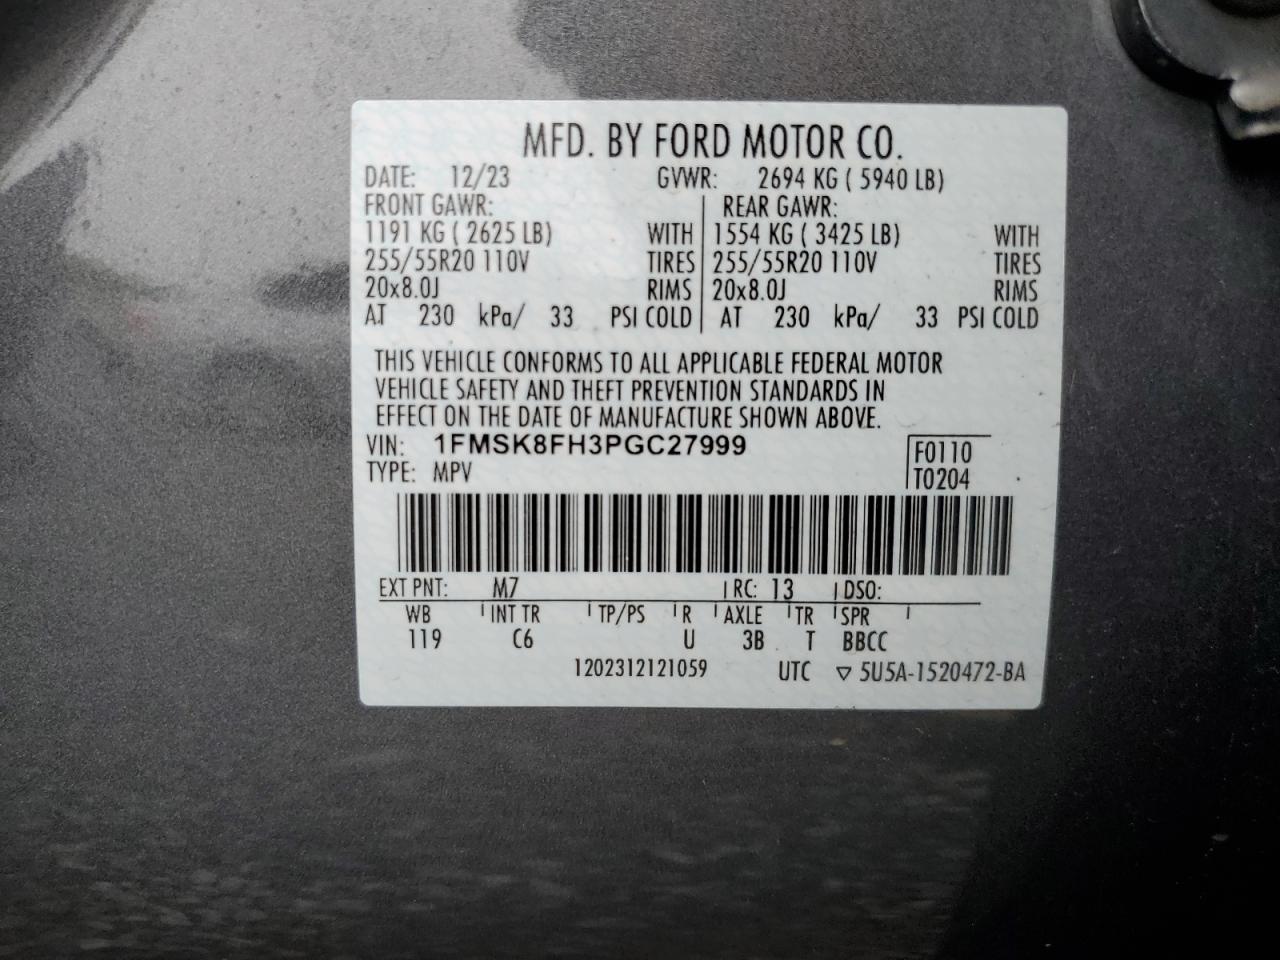 MFD. BY FORD MOTOR CO.
DATE: 12/23 GVWR: 2694 KG ( 5940 LB)
FRONT GAWR: REAR GAWR:
1191 KG ( 2625 LB) WITH 1554 KG ( 3425 LB) WITH
255/55R20 110V TIRES 255/55R20 110V TIRES
20x8.0J RIMS 20x8.0J RIMS
AT 230 kPa/ 33 PSI COLD AT 230 kPa/ 33 PSI COLD
THIS VEHICLE CONFORMS TO ALL APPLICABLE FEDERAL MOTOR
VEHICLE SAFETY AND THEFT PREVENTION STANDARDS IN
EFFECT ON THE DATE OF MANUFACTURE SHOWN ABOVE.
VIN: 1FMSK8FH3PGC27999 F0110
TYPE: MPV T0204
EXT PNT: M7 RC: 13 DSO:
WB INT TR TP/PS R AXLE TR SPR
119 C6 U 3B T BBCC
1202312121059 UTC ▽ 5U5A-1520472-BA